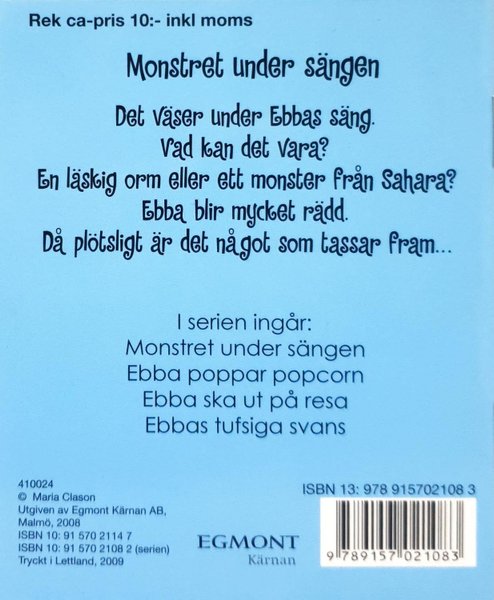 Rek ca-pris 10:- inkl moms
Monstret under sängen
Det väser under Ebbas säng.
Vad kan det vara?
En läskig orm eller ett monster från Sahara?
Ebba blir mycket rädd.
Då plötsligt är det något som tassar fram...
I serien ingår:
Monstret under sängen
Ebba poppar popcorn
Ebba ska ut på resa
Ebbas tufsiga svans
410024
© Maria Clason
Utgiven av Egmont Kärnan AB,
Malmö, 2008
ISBN 10: 91 570 2114 7
ISBN 10: 91 570 2108 2 (serien)
Tryckt i Lettland, 2009
EGMONT
Kärnan
ISBN 13: 978 915702108 3
9 789157 021083